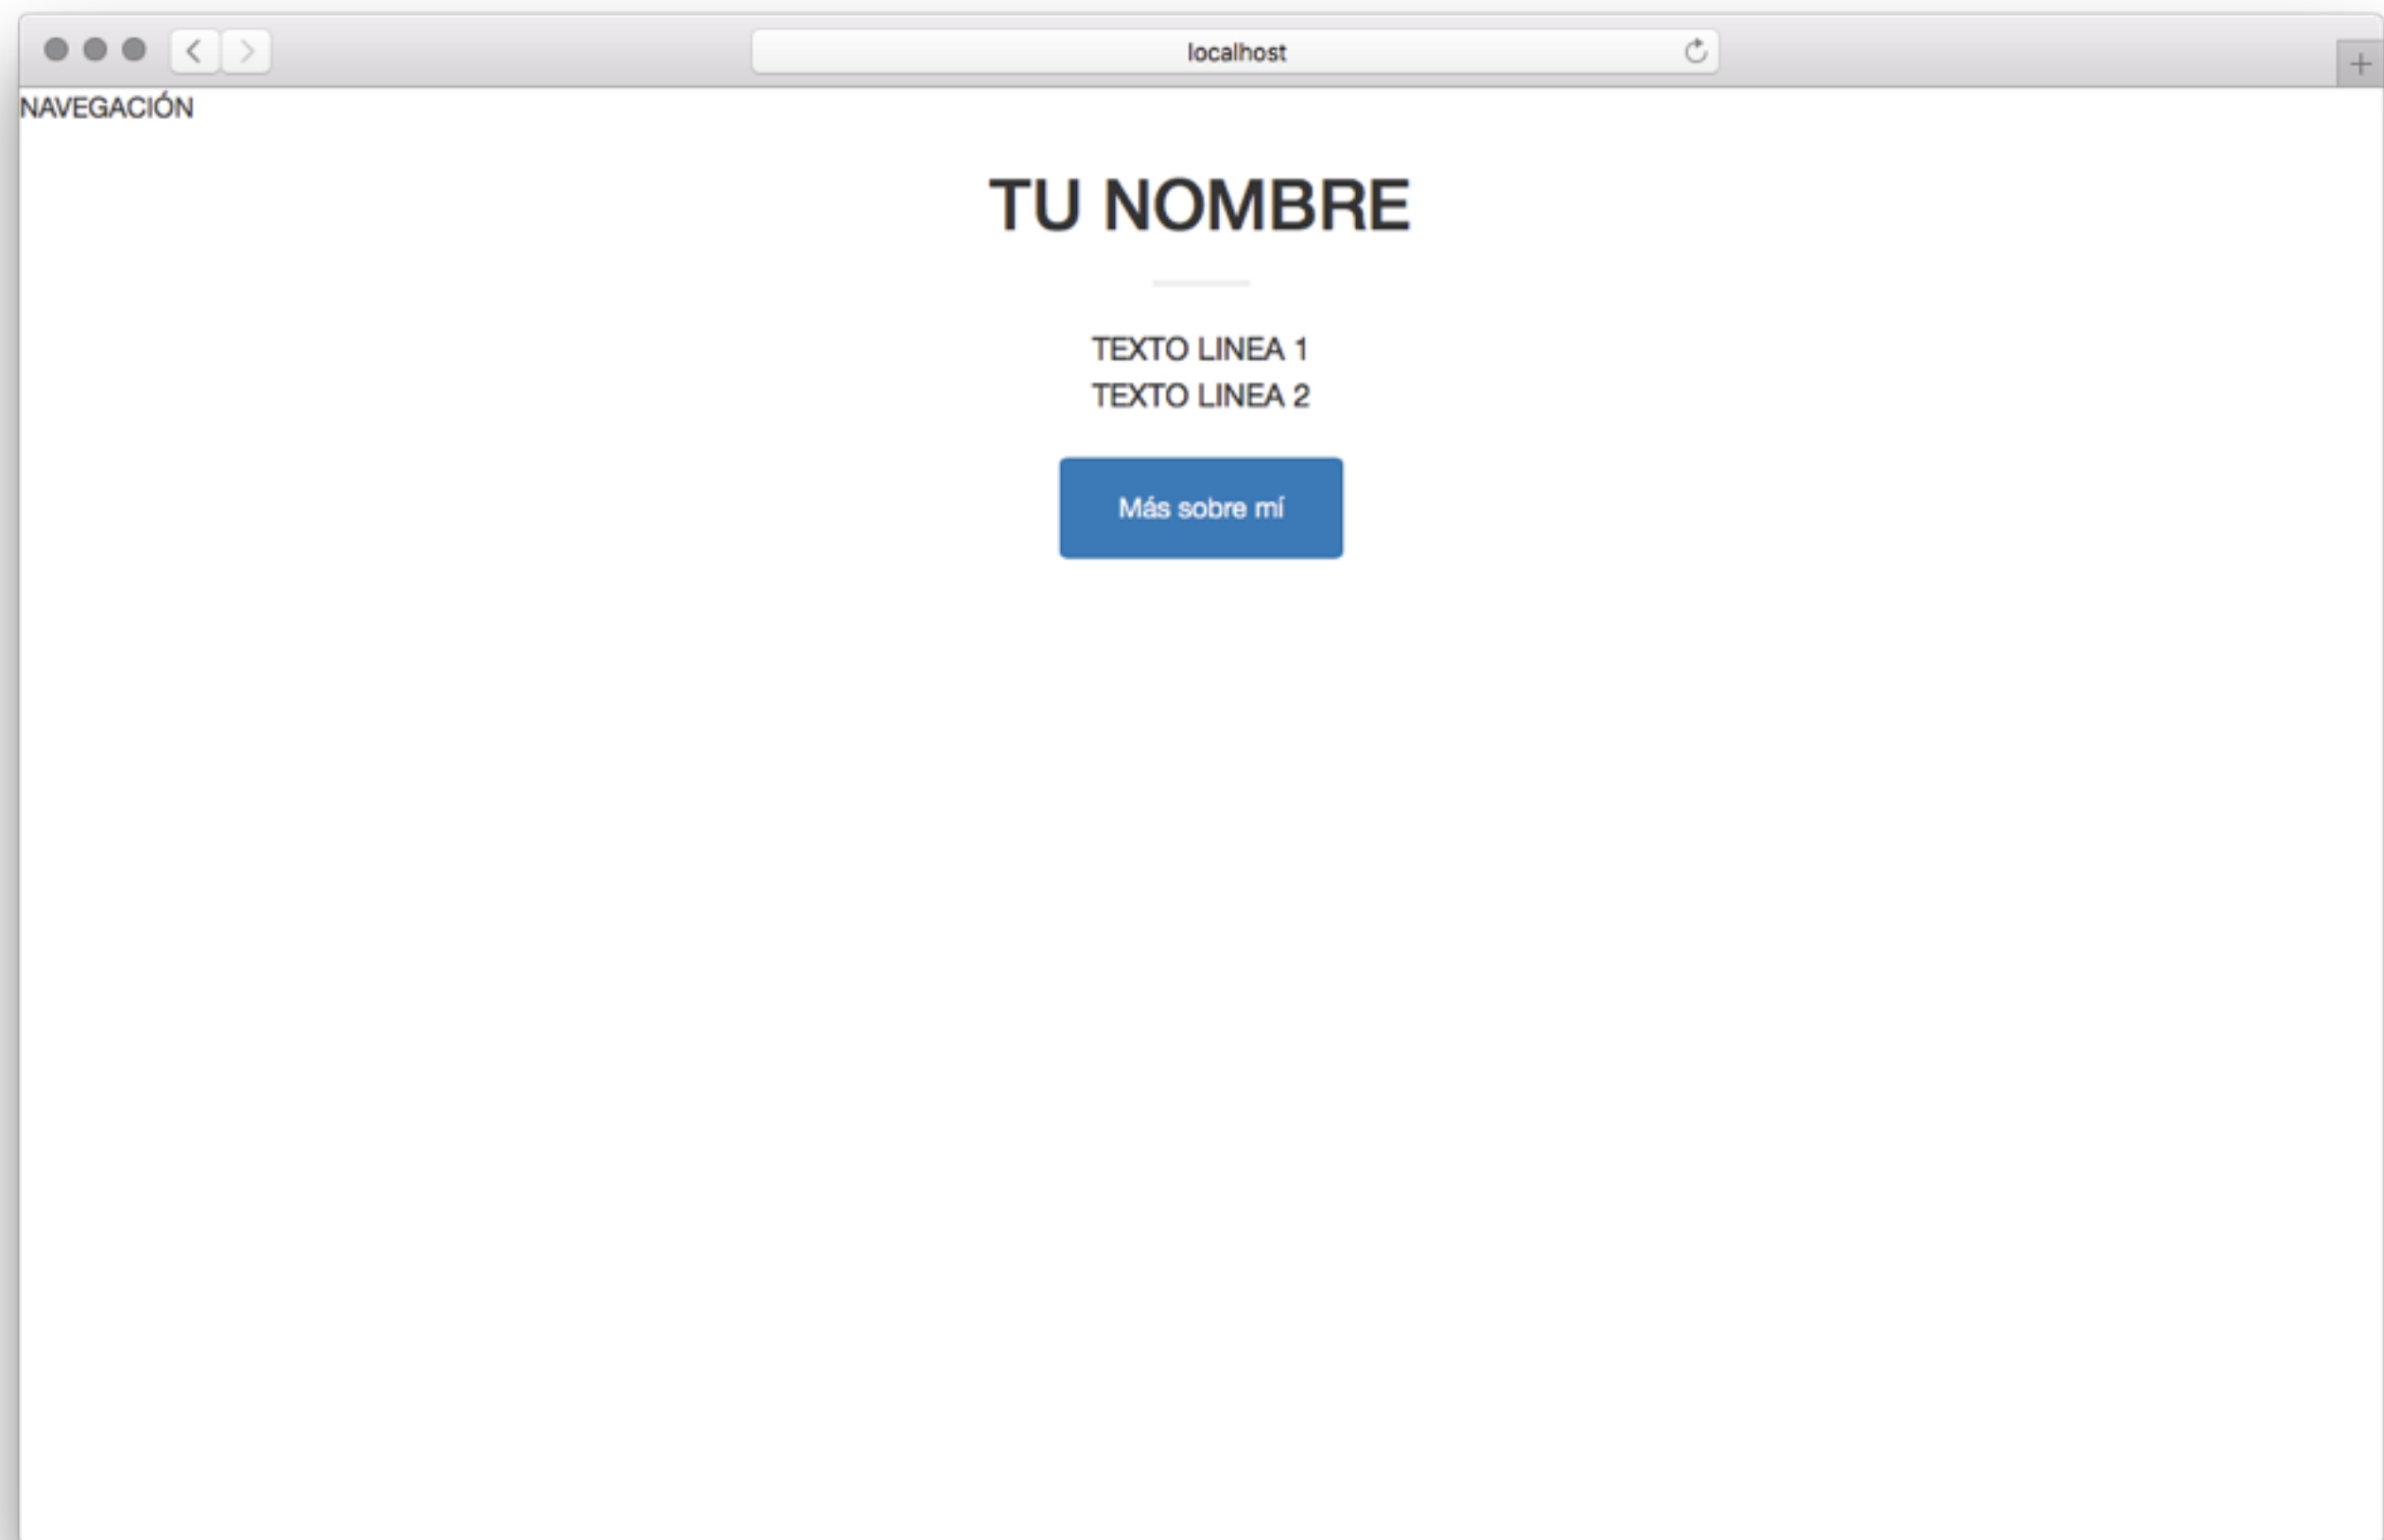 localhost
NAVEGACIÓN
TU NOMBRE
TEXTO LINEA 1
TEXTO LINEA 2
Más sobre mí